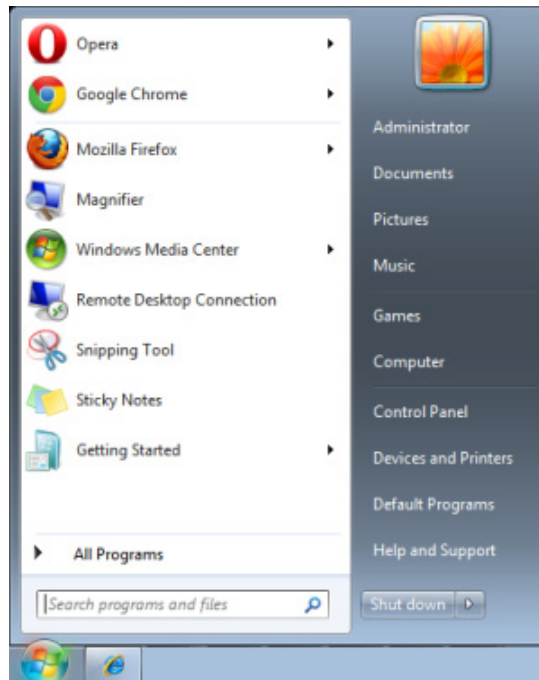 Opera
Google Chrome
Mozilla Firefox
Magnifier
Windows Media Center
Remote Desktop Connection
Snipping Tool
Sticky Notes
Getting Started
All Programs
Search programs and files
Administrator
Documents
Pictures
Music
Games
Computer
Control Panel
Devices and Printers
Default Programs
Help and Support
Shut down